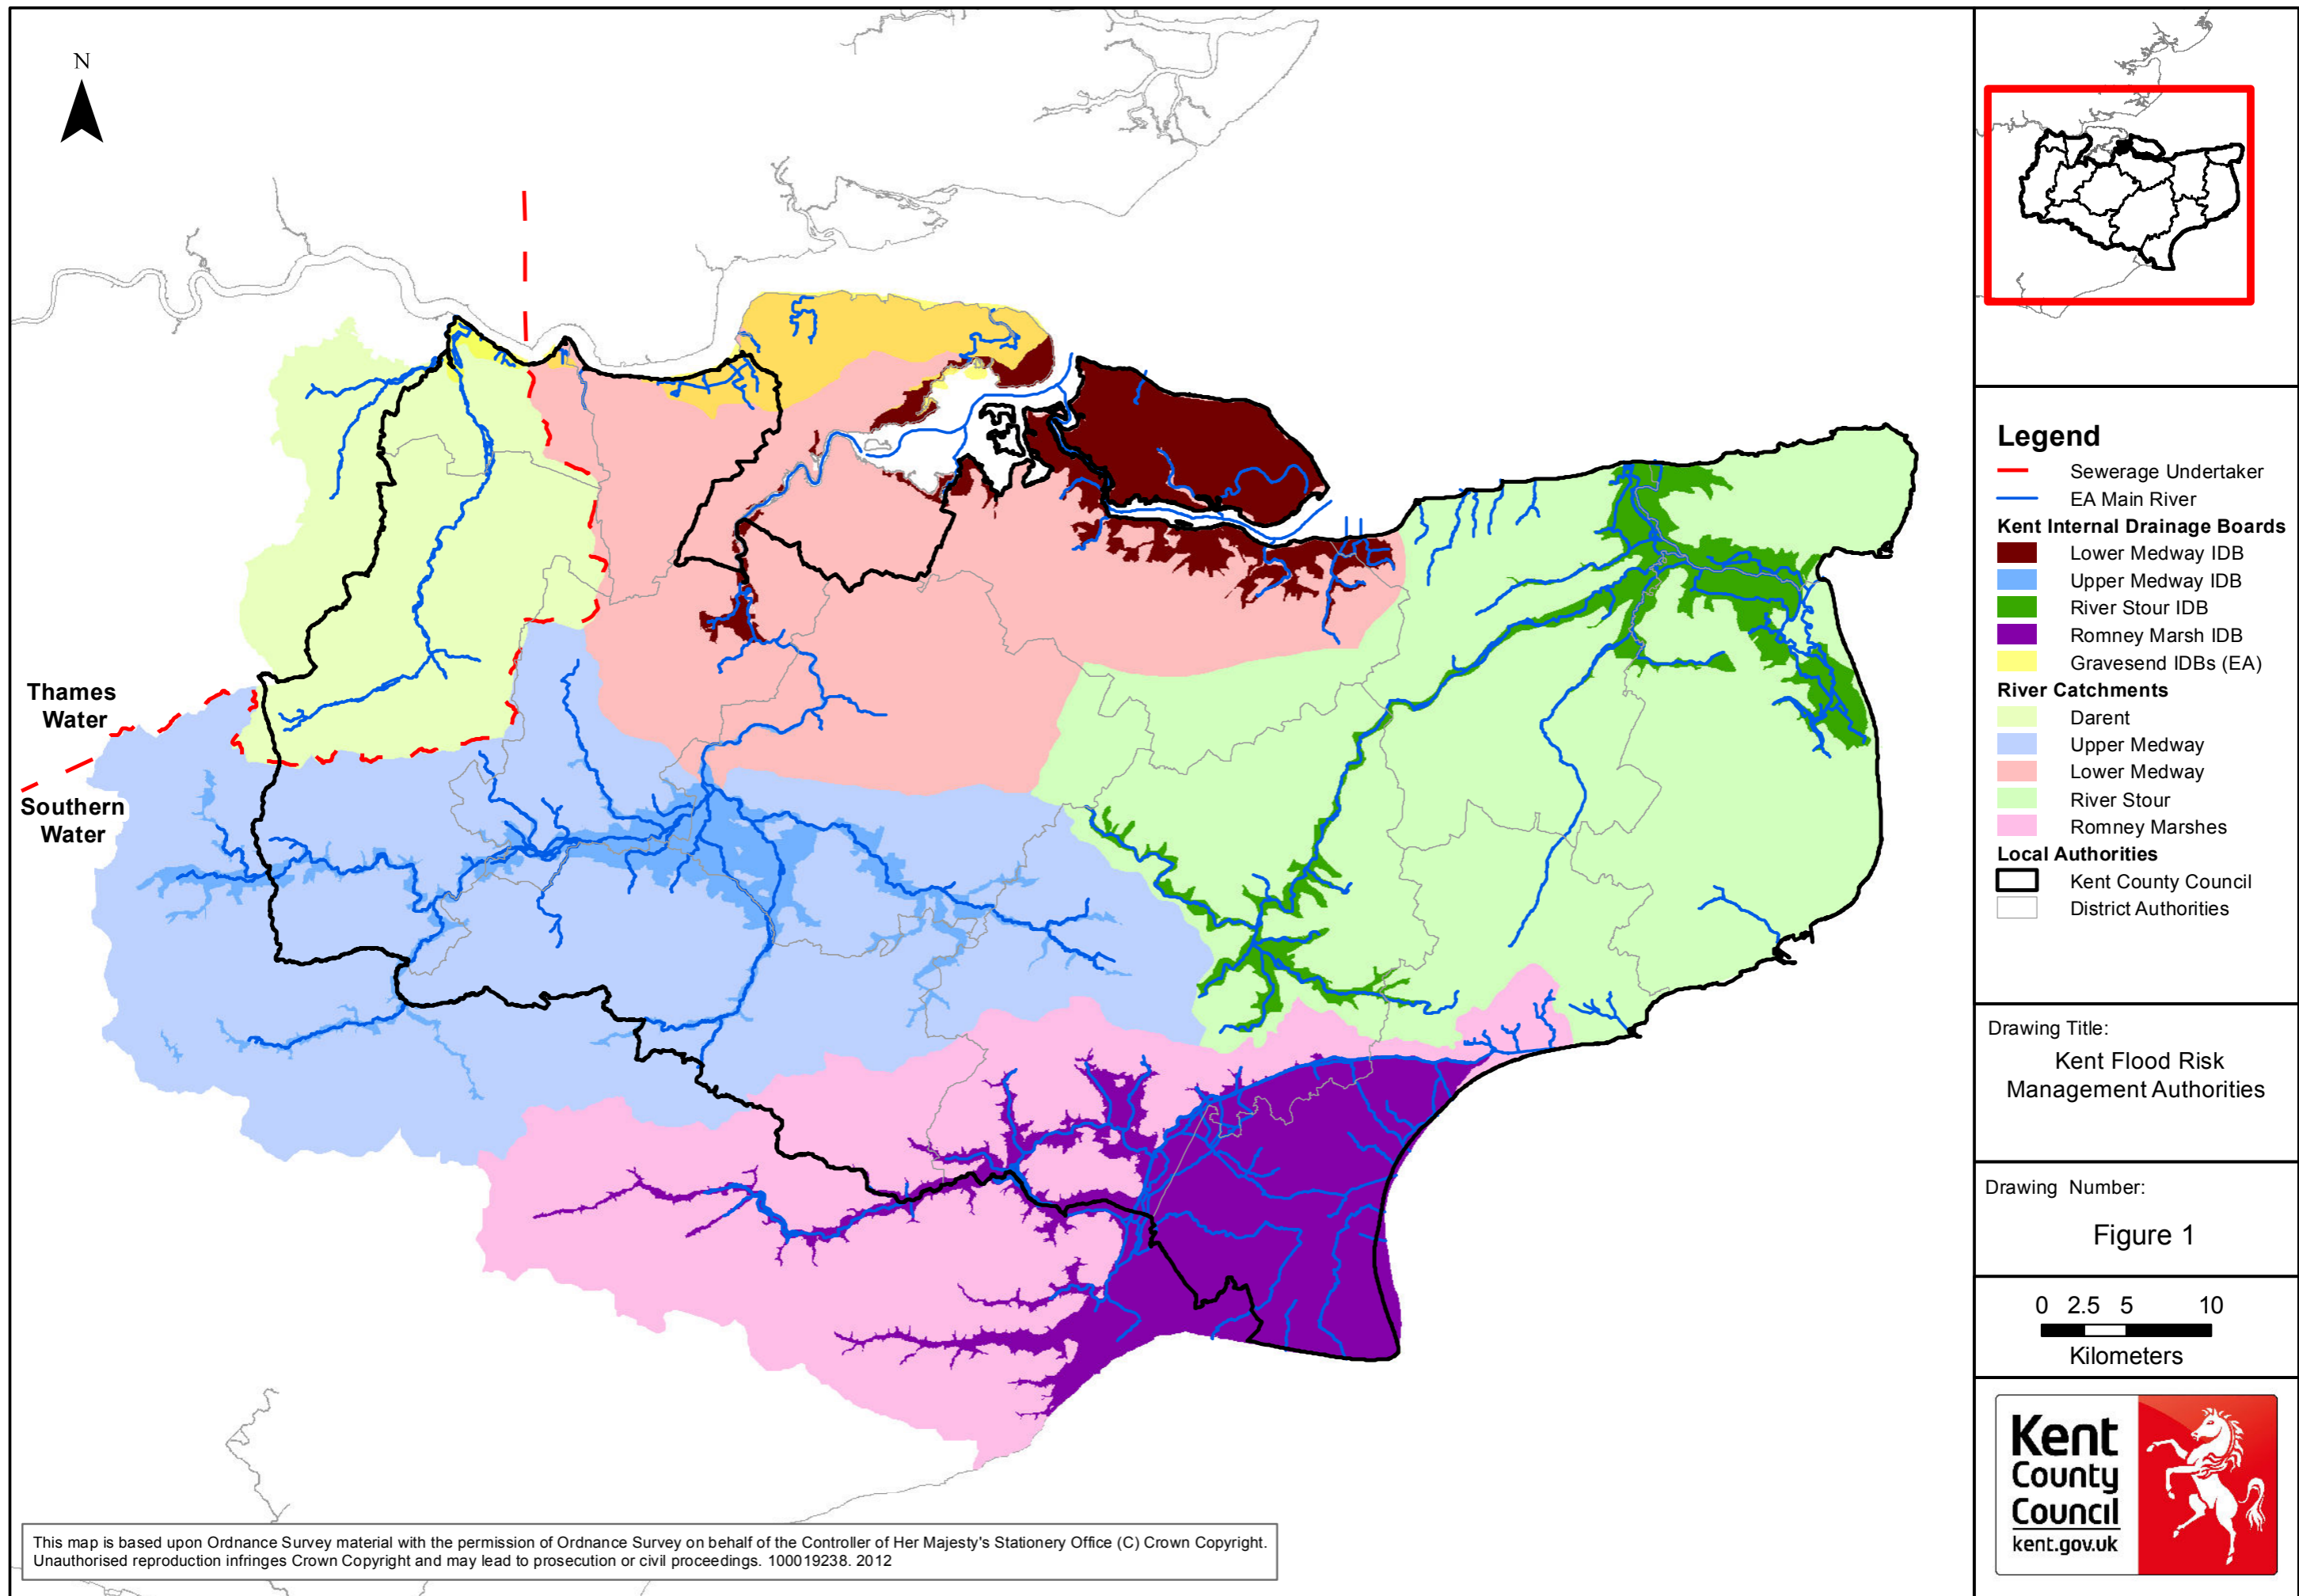 N
Thames
Water
Southern
Water
Legend
Sewerage Undertaker
EA Main River
Kent Internal Drainage Boards
Lower Medway IDB
Upper Medway IDB
River Stour IDB
Romney Marsh IDB
Gravesend IDBs (EA)
River Catchments
Darent
Upper Medway
Lower Medway
River Stour
Romney Marshes
Local Authorities
Kent County Council
District Authorities
Drawing Title:
Kent Flood Risk
Management Authorities
Drawing Number:
Figure 1
0 2.5 5 10
Kilometers
Kent
County
Council
kent.gov.uk
This map is based upon Ordnance Survey material with the permission of Ordnance Survey on behalf of the Controller of Her Majesty's Stationery Office (C) Crown Copyright.
Unauthorised reproduction infringes Crown Copyright and may lead to prosecution or civil proceedings. 100019238. 2012